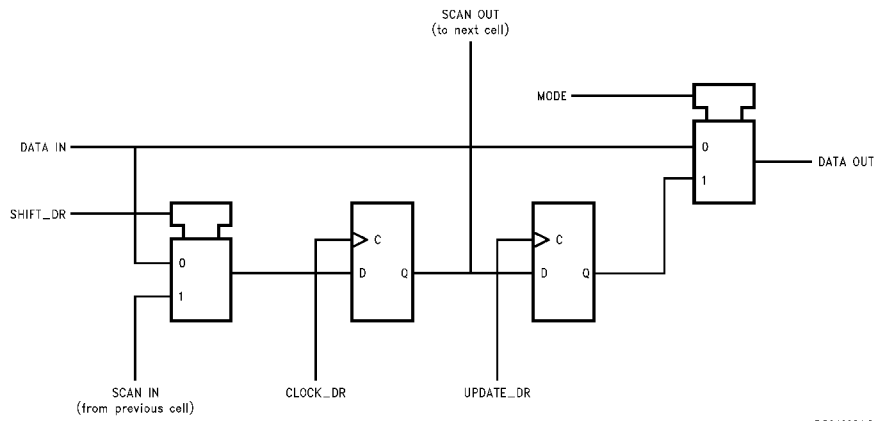 SCAN OUT
(to next cell)
MODE
DATA IN
0
DATA OUT
1
SHIFT_DR
C
C
0
D
Q
D
Q
1
SCAN IN
(from previous cell)
CLOCK_DR
UPDATE_DR